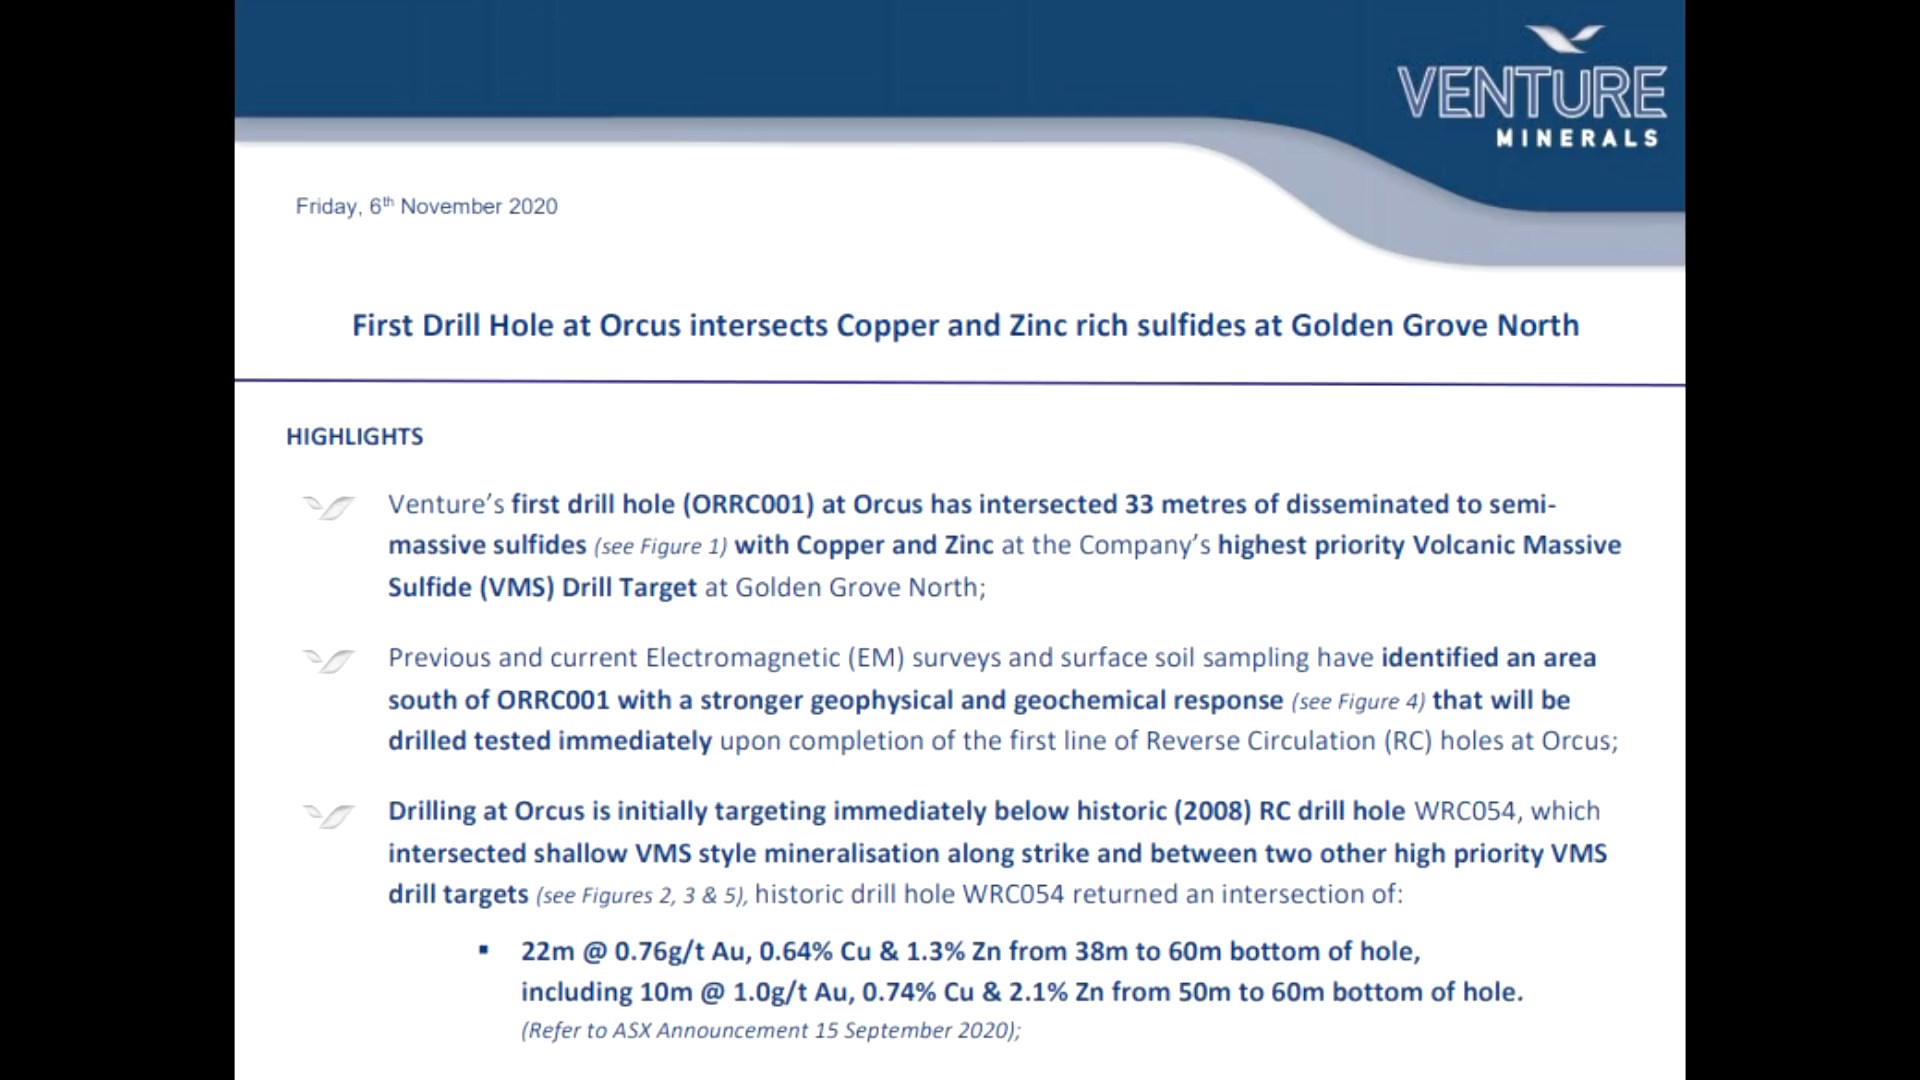 VENTURE
MINERALS
Friday, 6th November 2020
First Drill Hole at Orcus intersects Copper and Zinc rich sulfides at Golden Grove North
HIGHLIGHTS
Venture’s first drill hole (ORRC001) at Orcus has intersected 33 metres of disseminated to semi-
massive sulfides (see Figure 1) with Copper and Zinc at the Company’s highest priority Volcanic Massive
Sulfide (VMS) Drill Target at Golden Grove North;
Previous and current Electromagnetic (EM) surveys and surface soil sampling have identified an area
south of ORRC001 with a stronger geophysical and geochemical response (see Figure 4) that will be
drilled tested immediately upon completion of the first line of Reverse Circulation (RC) holes at Orcus;
Drilling at Orcus is initially targeting immediately below historic (2008) RC drill hole WRC054, which
intersected shallow VMS style mineralisation along strike and between two other high priority VMS
drill targets (see Figures 2, 3 & 5), historic drill hole WRC054 returned an intersection of:
▪ 22m @ 0.76g/t Au, 0.64% Cu & 1.3% Zn from 38m to 60m bottom of hole,
including 10m @ 1.0g/t Au, 0.74% Cu & 2.1% Zn from 50m to 60m bottom of hole.
(Refer to ASX Announcement 15 September 2020);